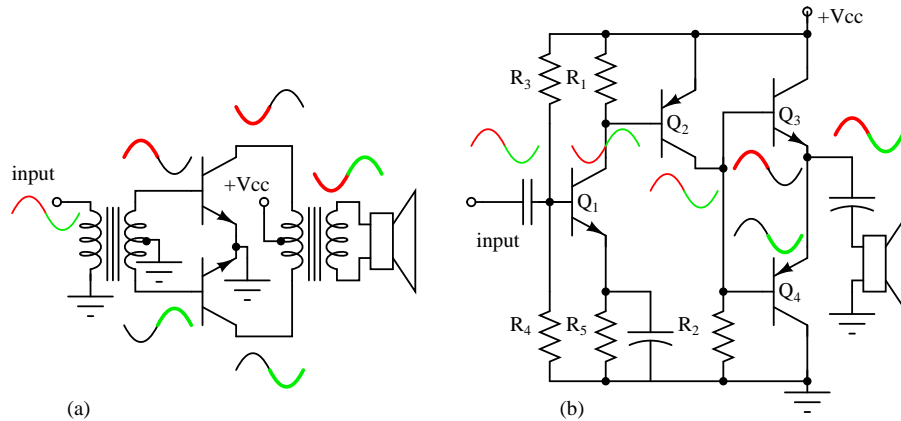 input
+Vcc
(a)
+Vcc
R3
R1
Q2
Q3
Q1
input
Q4
R4
R5
R2
(b)